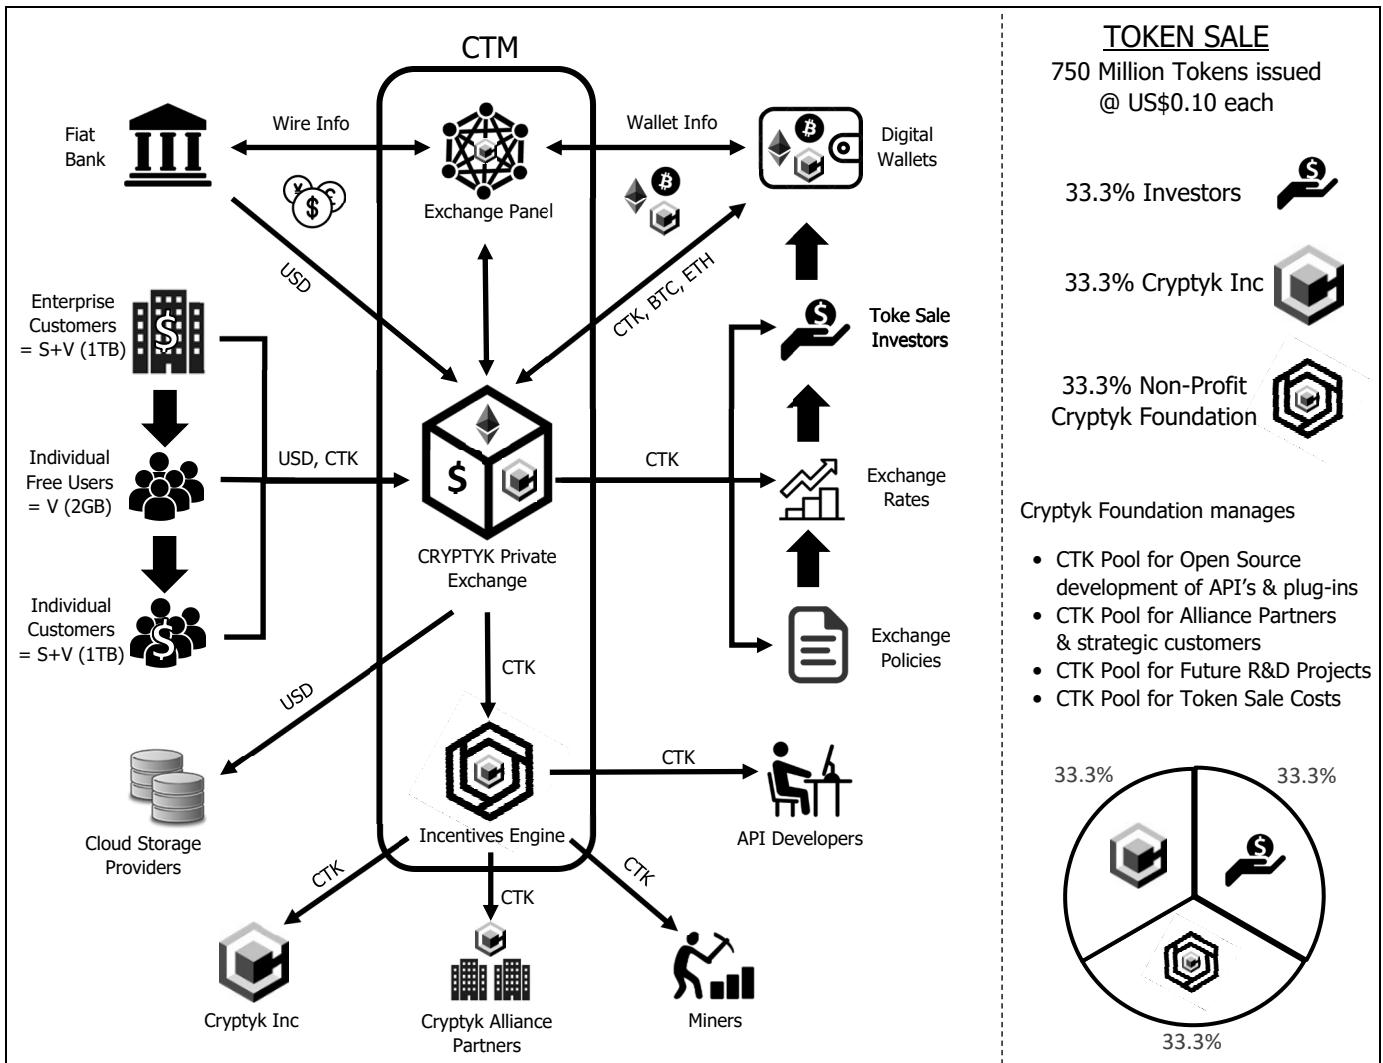 CTM
Fiat
Bank
Wire Info
Exchange Panel
Wallet Info
Digital
Wallets
¥
£
$
USD
CTK, BTC, ETH
Enterprise
Customers
= S+V (1TB)
$
Individual
Free Users
= V (2GB)
Individual
Customers
= S+V (1TB)
$
USD, CTK
$
CRYPTYK Private
Exchange
CTK
$
Toke Sale
Investors
Exchange
Rates
Exchange
Policies
USD
CTK
Cloud Storage
Providers
Incentives Engine
CTK
API Developers
CTK
CTK
CTK
Cryptyk Inc
Cryptyk Alliance
Partners
Miners
TOKEN SALE
750 Million Tokens issued
@ US$0.10 each
33.3% Investors
$
33.3% Cryptyk Inc
33.3% Non-Profit
Cryptyk Foundation
Cryptyk Foundation manages
• CTK Pool for Open Source
development of API's & plug-ins
• CTK Pool for Alliance Partners
& strategic customers
• CTK Pool for Future R&D Projects
• CTK Pool for Token Sale Costs
33.3%
33.3%
$
33.3%